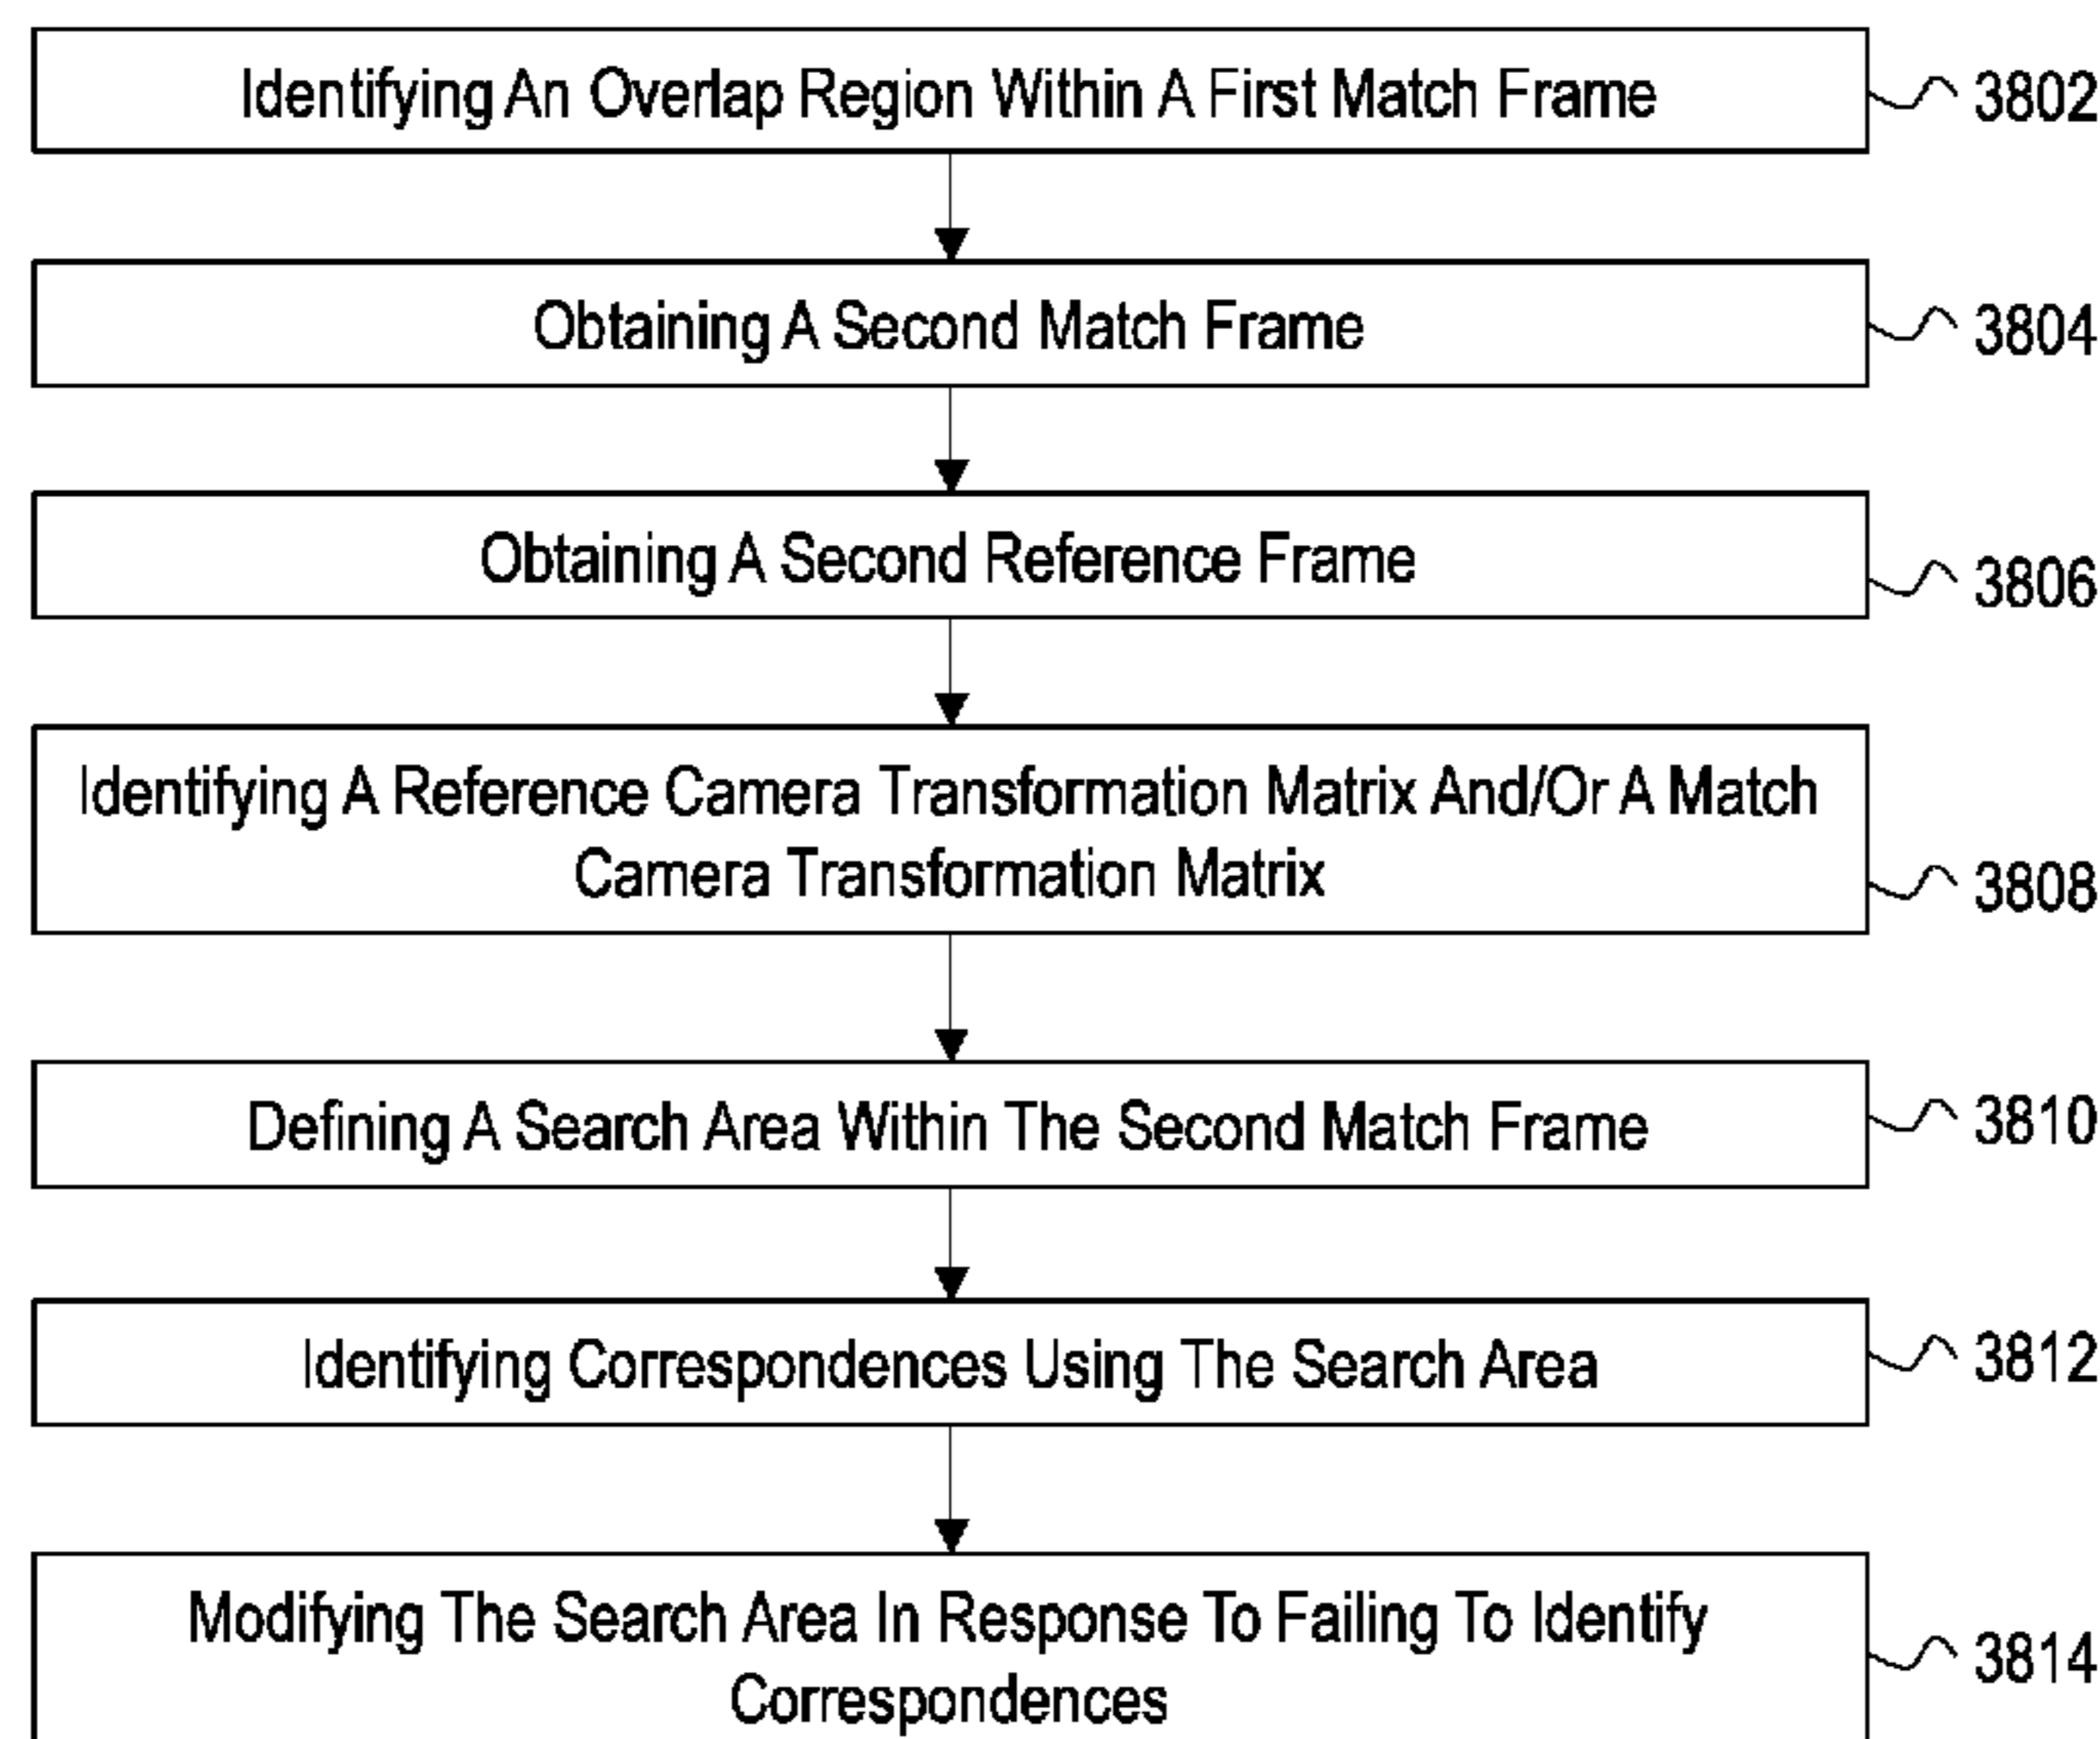 Identifying An Overlap Region Within A First Match Frame
3802
Obtaining A Second Match Frame
3804
Obtaining A Second Reference Frame
3806
Identifying A Reference Camera Transformation Matrix And/Or A Match
Camera Transformation Matrix
3808
Defining A Search Area Within The Second Match Frame
3810
Identifying Correspondences Using The Search Area
3812
Modifying The Search Area In Response To Failing To Identify
Correspondences
3814